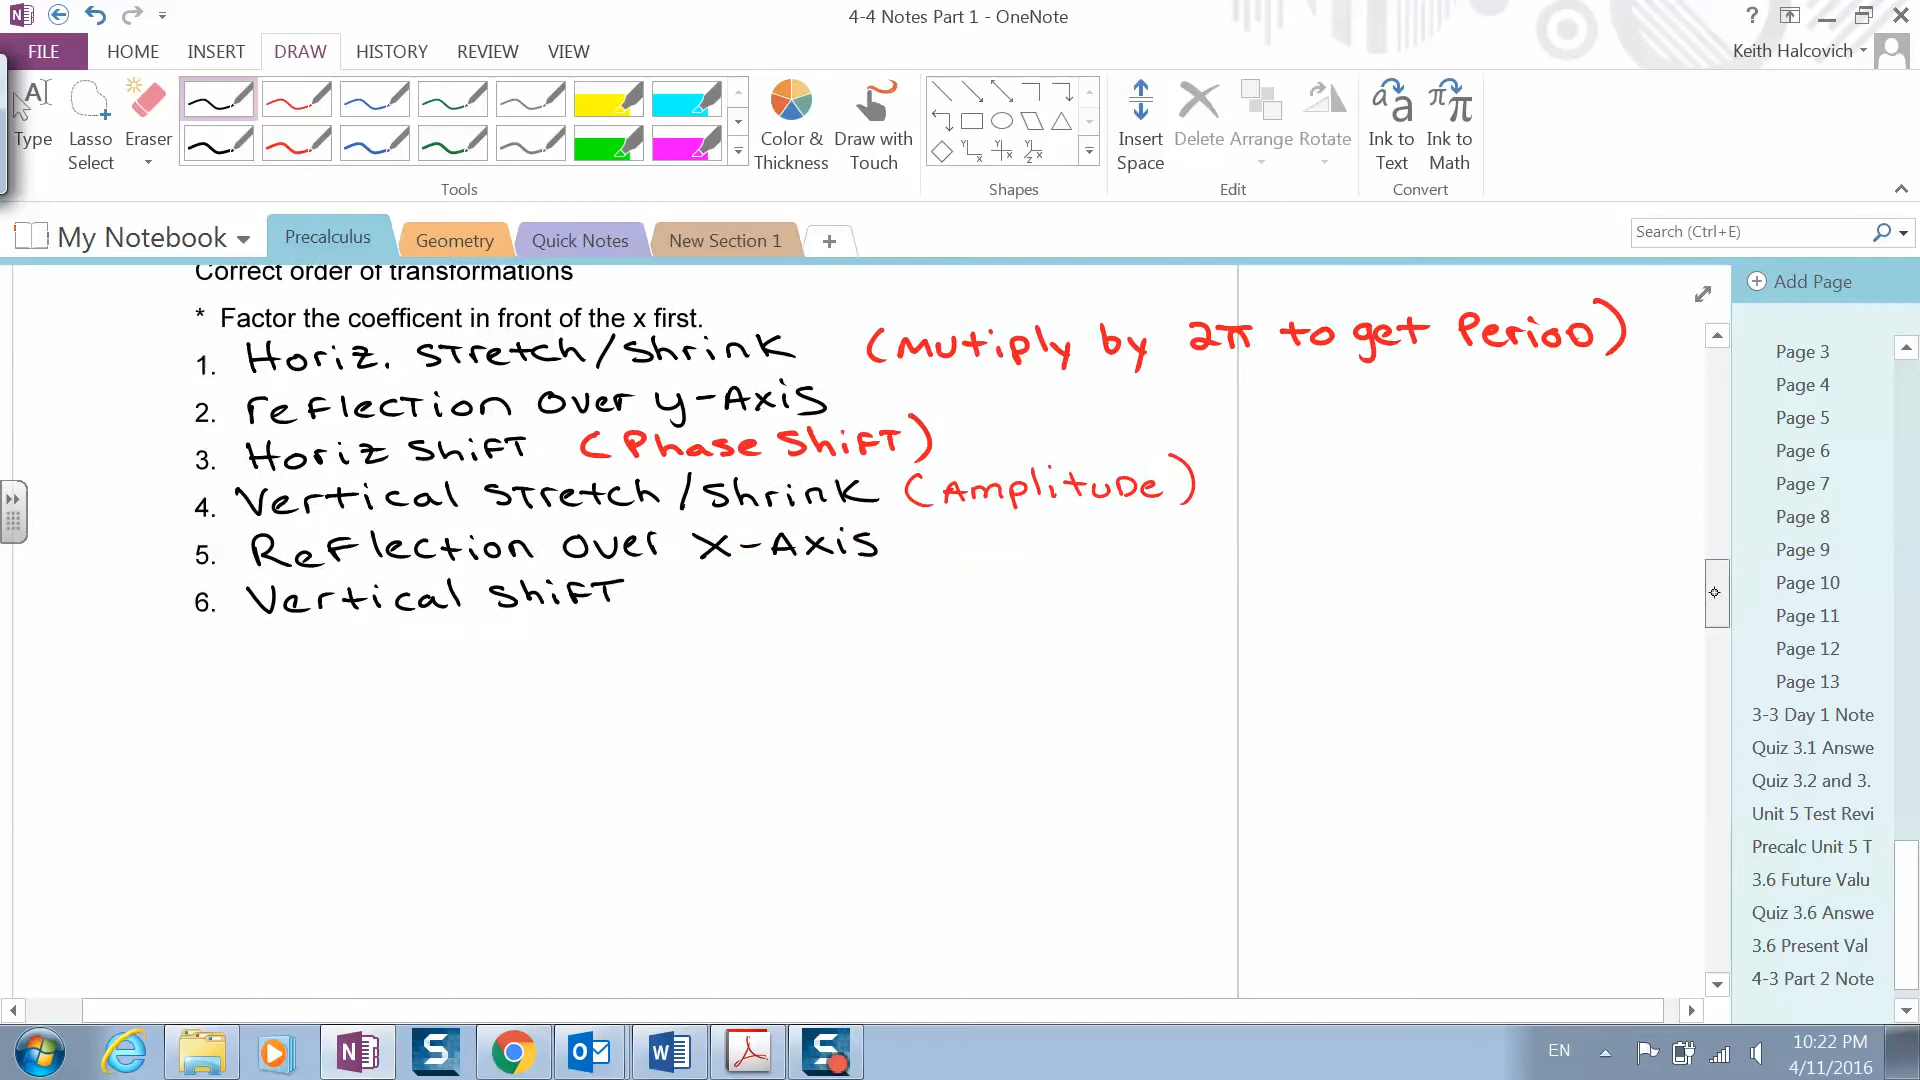 4-4 Notes Part 1 - OneNote
FILE HOME INSERT DRAW HISTORY REVIEW VIEW
Keith Halcovich
Type
Lasso Select
Eraser
Color & Thickness
Draw with Touch
Insert Space
Delete
Arrange
Rotate
Ink to Text
Ink to Math
Tools
Shapes
Edit
Convert
My Notebook
Precalculus
Geometry
Quick Notes
New Section 1
Search (Ctrl+E)
Add Page
Correct order of transformations
* Factor the coefficent in front of the x first.
1. Horiz. Stretch/Shrink (Mutiply by 2π to get Period)
2. reflection over y-Axis
3. Horiz Shift (Phase Shift)
4. Vertical Stretch/Shrink (Amplitude)
5. Reflection over X-Axis
6. Vertical Shift
Page 3
Page 4
Page 5
Page 6
Page 7
Page 8
Page 9
Page 10
Page 11
Page 12
Page 13
3-3 Day 1 Note
Quiz 3.1 Answe
Quiz 3.2 and 3.
Unit 5 Test Revi
Precalc Unit 5 T
3.6 Future Valu
Quiz 3.6 Answe
3.6 Present Val
4-3 Part 2 Note
EN
10:22 PM
4/11/2016